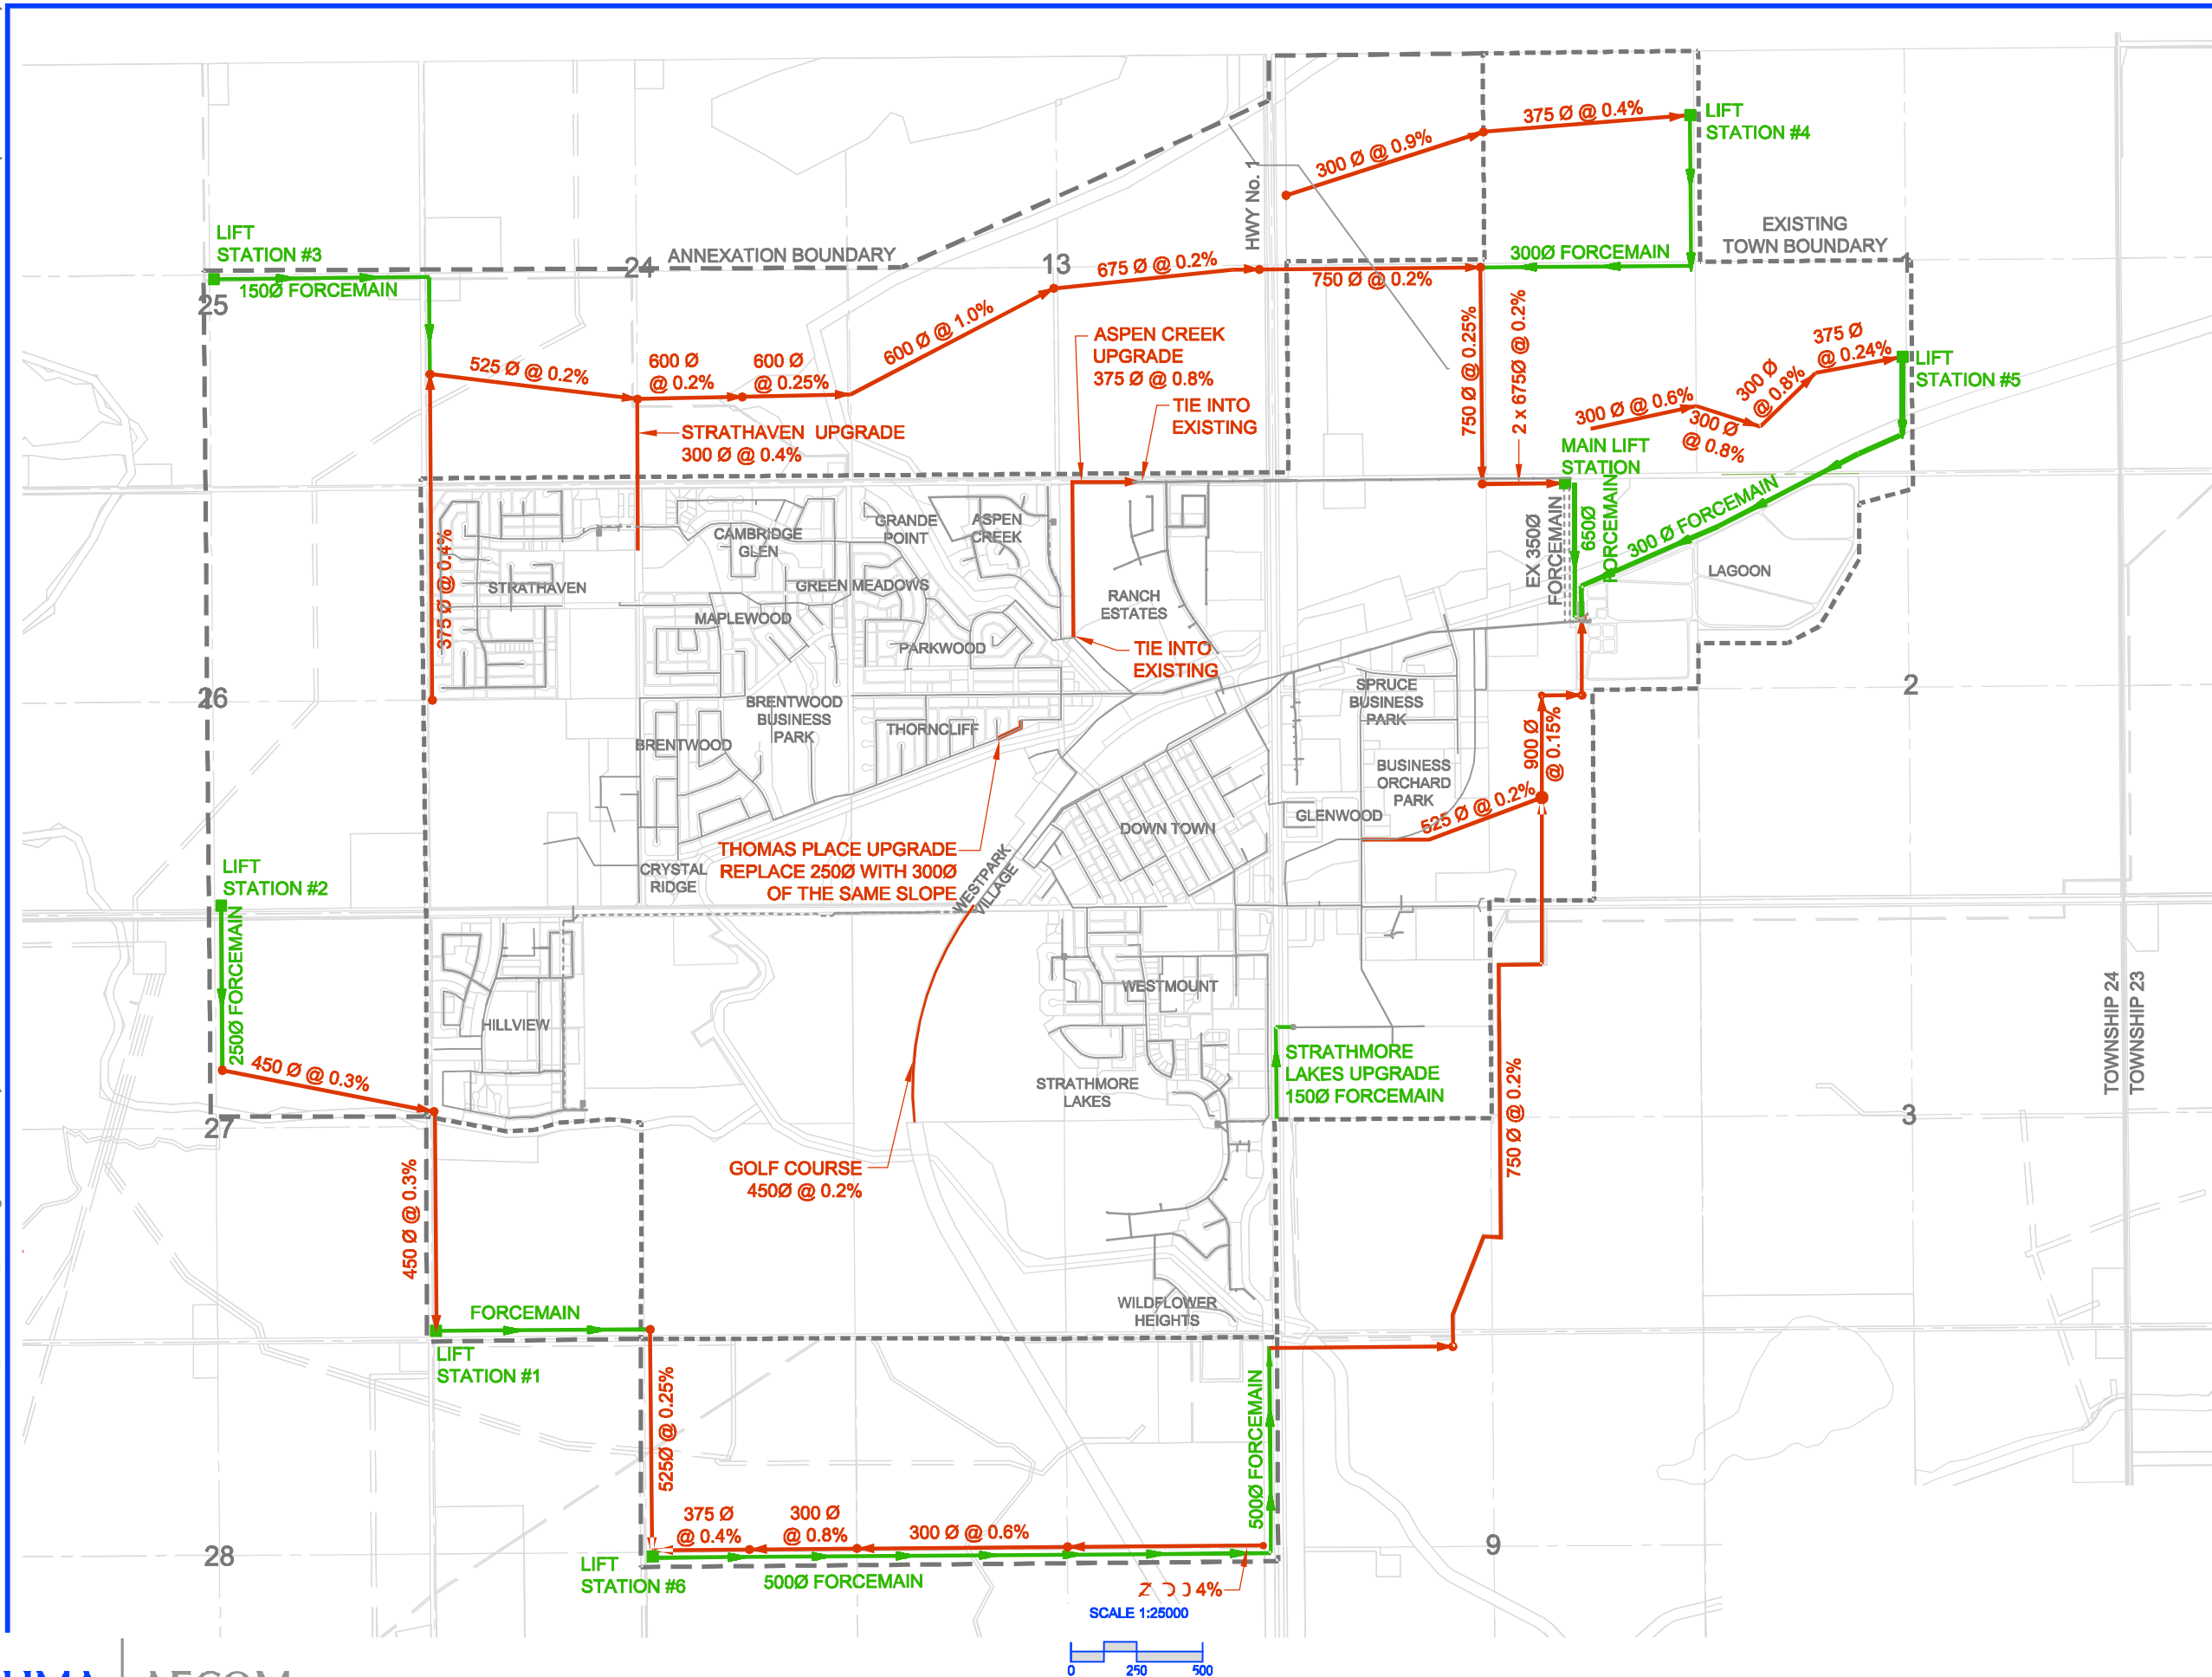 LIFT
STATION #4
375 Ø @ 0.4%
300 Ø @ 0.9%
HWY No. 1
EXISTING
TOWN BOUNDARY
LIFT
STATION #3
24
ANNEXATION BOUNDARY
13
675 Ø @ 0.2%
300Ø FORCEMAIN
1
150Ø FORCEMAIN
25
750 Ø @ 0.2%
600 Ø @ 1.0%
750 Ø @ 0.25%
2 x 675Ø @ 0.2%
525 Ø @ 0.2%
600 Ø
@ 0.2%
600 Ø
@ 0.25%
ASPEN CREEK
UPGRADE
375 Ø @ 0.8%
375 Ø
@ 0.24%
LIFT
STATION #5
300 Ø
@ 0.8%
300 Ø @ 0.6%
300 Ø
@ 0.8%
TIE INTO
EXISTING
STRATHAVEN UPGRADE
300 Ø @ 0.4%
MAIN LIFT
STATION
375 Ø @ 0.4%
CAMBRIDGE
GLEN
GRANDE
POINT
ASPEN
CREEK
EX 350Ø
FORCEMAIN
650Ø
FORCEMAIN
300 Ø FORCEMAIN
LAGOON
STRATHAVEN
GREEN MEADOWS
RANCH
ESTATES
MAPLEWOOD
PARKWOOD
TIE INTO
EXISTING
26
BRENTWOOD
BUSINESS
PARK
SPRUCE
BUSINESS
PARK
2
BRENTWOOD
THORNCLIFF
900 Ø
@ 0.15%
BUSINESS
ORCHARD
PARK
525 Ø @ 0.2%
GLENWOOD
DOWN TOWN
THOMAS PLACE UPGRADE
REPLACE 250Ø WITH 300Ø
OF THE SAME SLOPE
WESTPARK
VILLAGE
CRYSTAL
RIDGE
LIFT
STATION #2
250Ø FORCEMAIN
WESTMOUNT
TOWNSHIP 24
TOWNSHIP 23
HILLVIEW
450 Ø @ 0.3%
STRATHMORE
LAKES UPGRADE
150Ø FORCEMAIN
STRATHMORE
LAKES
27
3
750 Ø @ 0.2%
GOLF COURSE
450Ø @ 0.2%
450 Ø @ 0.3%
FORCEMAIN
WILDFLOWER
HEIGHTS
LIFT
STATION #1
525Ø @ 0.25%
500Ø FORCEMAIN
375 Ø
@ 0.4%
300 Ø
@ 0.8%
300 Ø @ 0.6%
28
9
LIFT
STATION #6
500Ø FORCEMAIN
4%
SCALE 1:25000
0 250 500